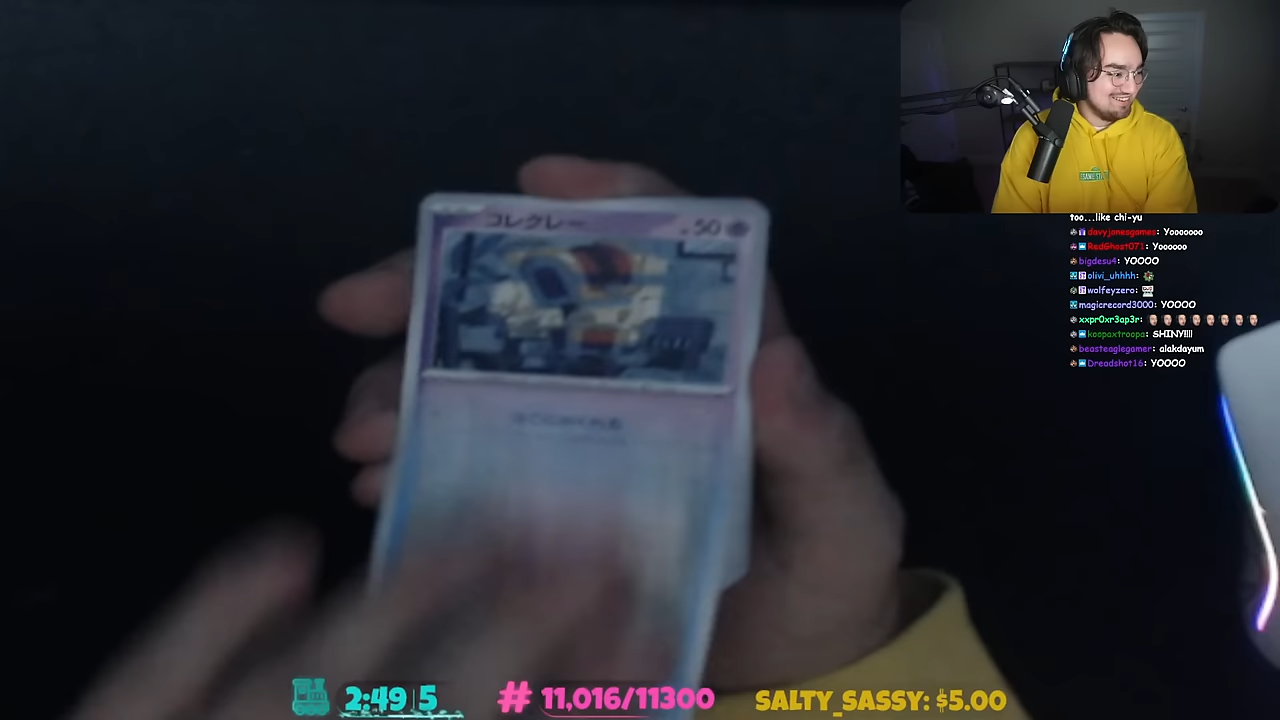 コレクレー
50
too...like chi-yu
davyjonesgames: Yooooooo
RedGhost071: Yoooooo
bigdesu4: YOOOO
olivi_uhhhh:
wolfeyzero:
magicrecord3000: YOOOO
xxpr0xr3ap3r:
koopaxtroopa: SHINY!!!!
beasteaglegamer: alakdayum
Dreadshot16: YOOOO
2:49|5
# 11,016/11300
SALTY_SASSY: $5.00